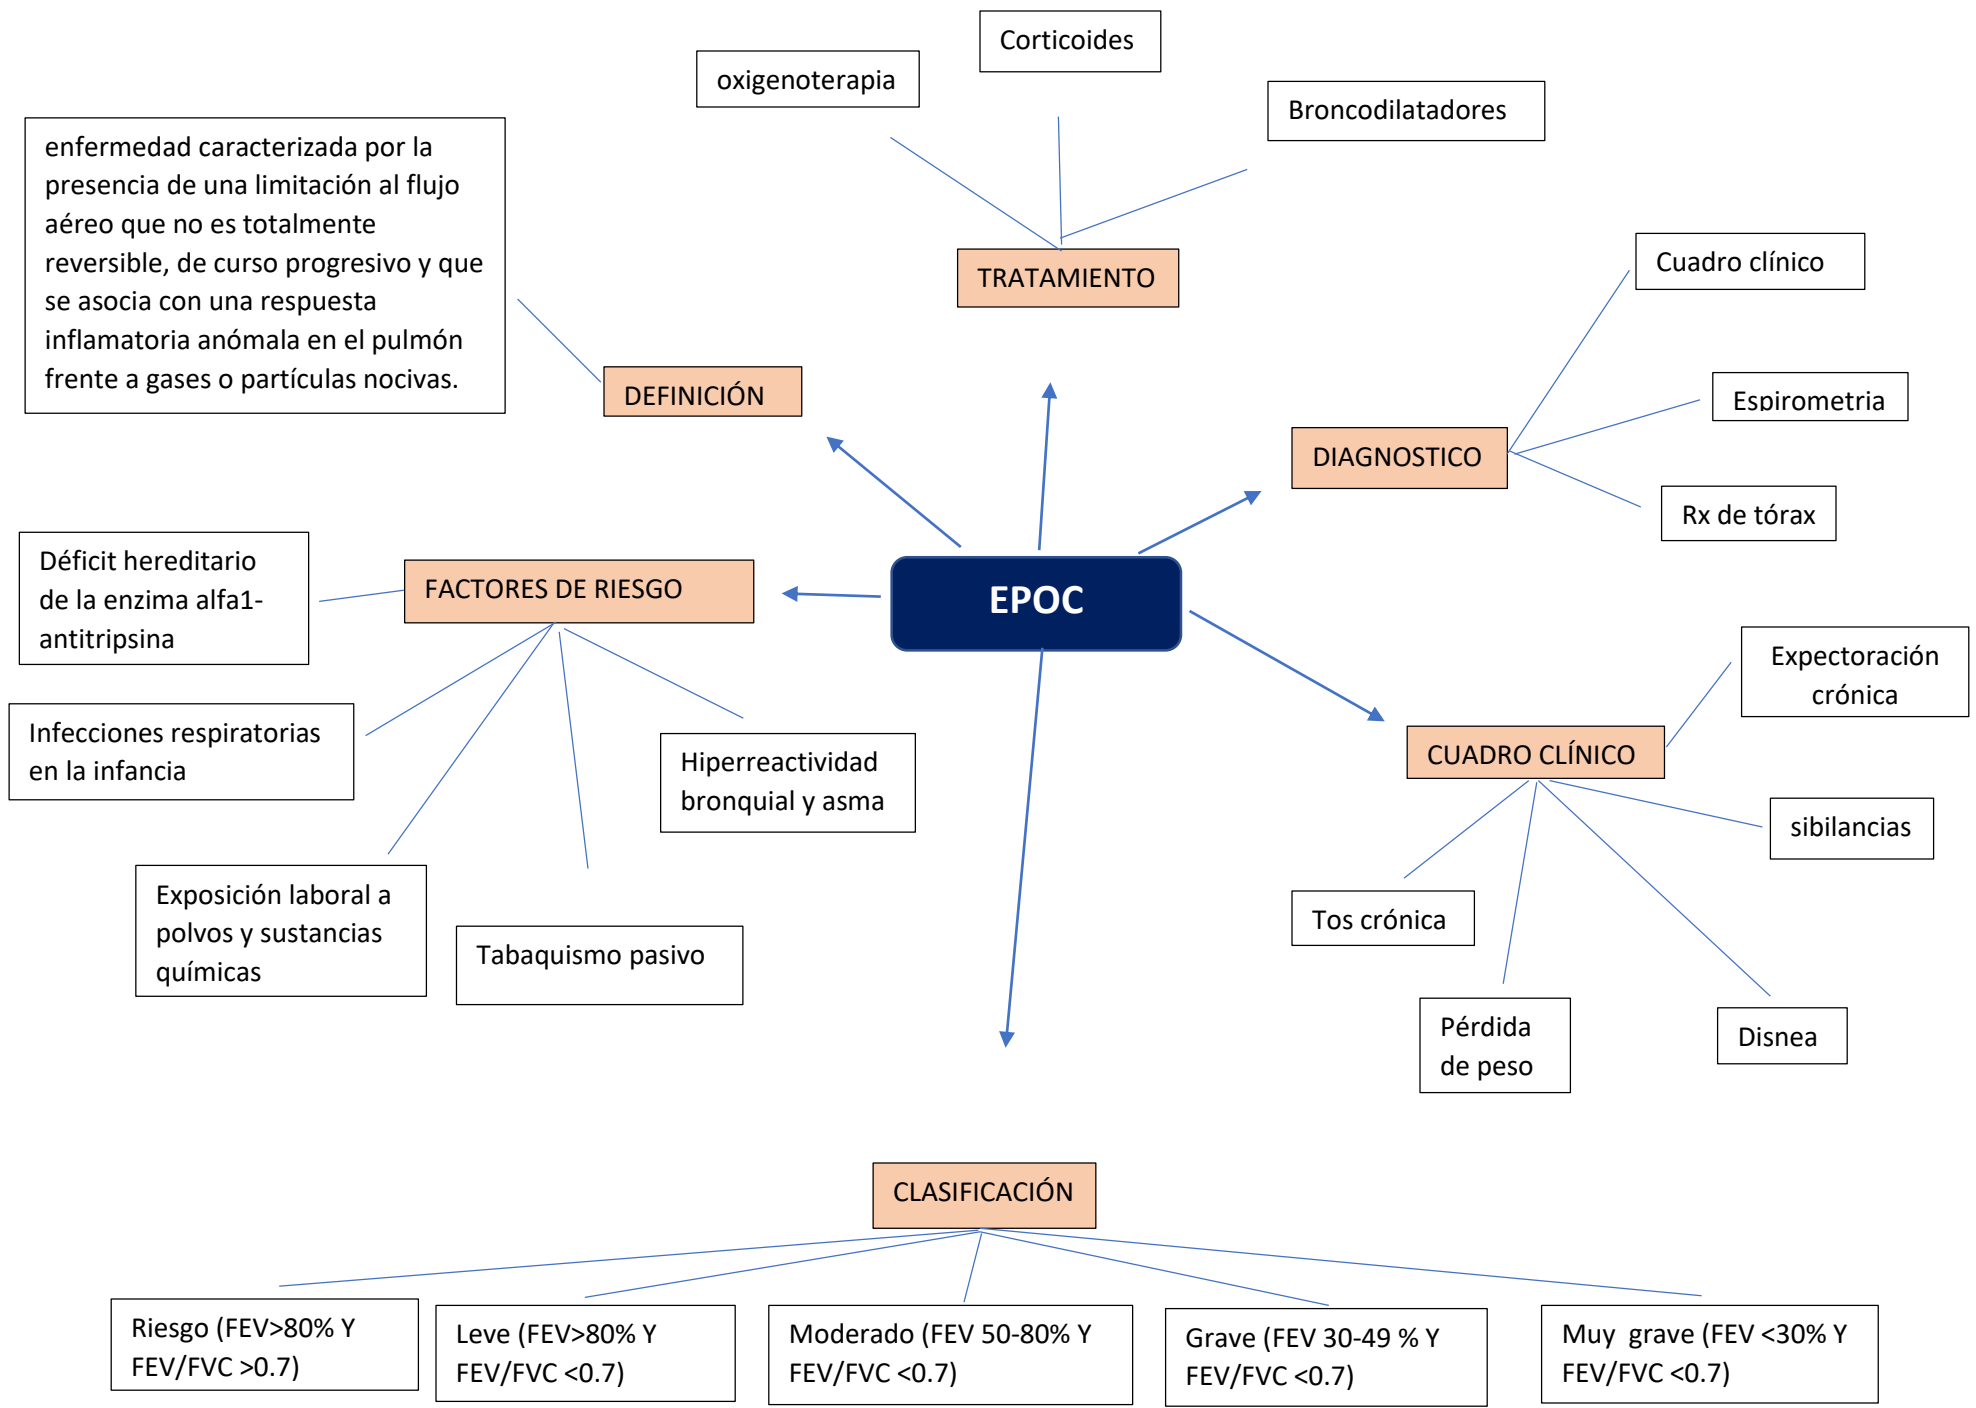 Corticoides
oxigenoterapia
Broncodilatadores
enfermedad caracterizada por la
presencia de una limitación al flujo
aéreo que no es totalmente
reversible, de curso progresivo y que
se asocia con una respuesta
inflamatoria anómala en el pulmón
frente a gases o partículas nocivas.
TRATAMIENTO
Cuadro clínico
DEFINICIÓN
Espirometria
DIAGNOSTICO
Rx de tórax
Déficit hereditario
de la enzima alfa1-
antitripsina
FACTORES DE RIESGO
EPOC
Expectoración
crónica
Infecciones respiratorias
en la infancia
Hiperreactividad
bronquial y asma
CUADRO CLÍNICO
sibilancias
Exposición laboral a
polvos y sustancias
químicas
Tabaquismo pasivo
Tos crónica
Pérdida
de peso
Disnea
CLASIFICACIÓN
Riesgo (FEV>80% Y
FEV/FVC >0.7)
Leve (FEV>80% Y
FEV/FVC <0.7)
Moderado (FEV 50-80% Y
FEV/FVC <0.7)
Grave (FEV 30-49 % Y
FEV/FVC <0.7)
Muy  grave (FEV <30% Y
FEV/FVC <0.7)